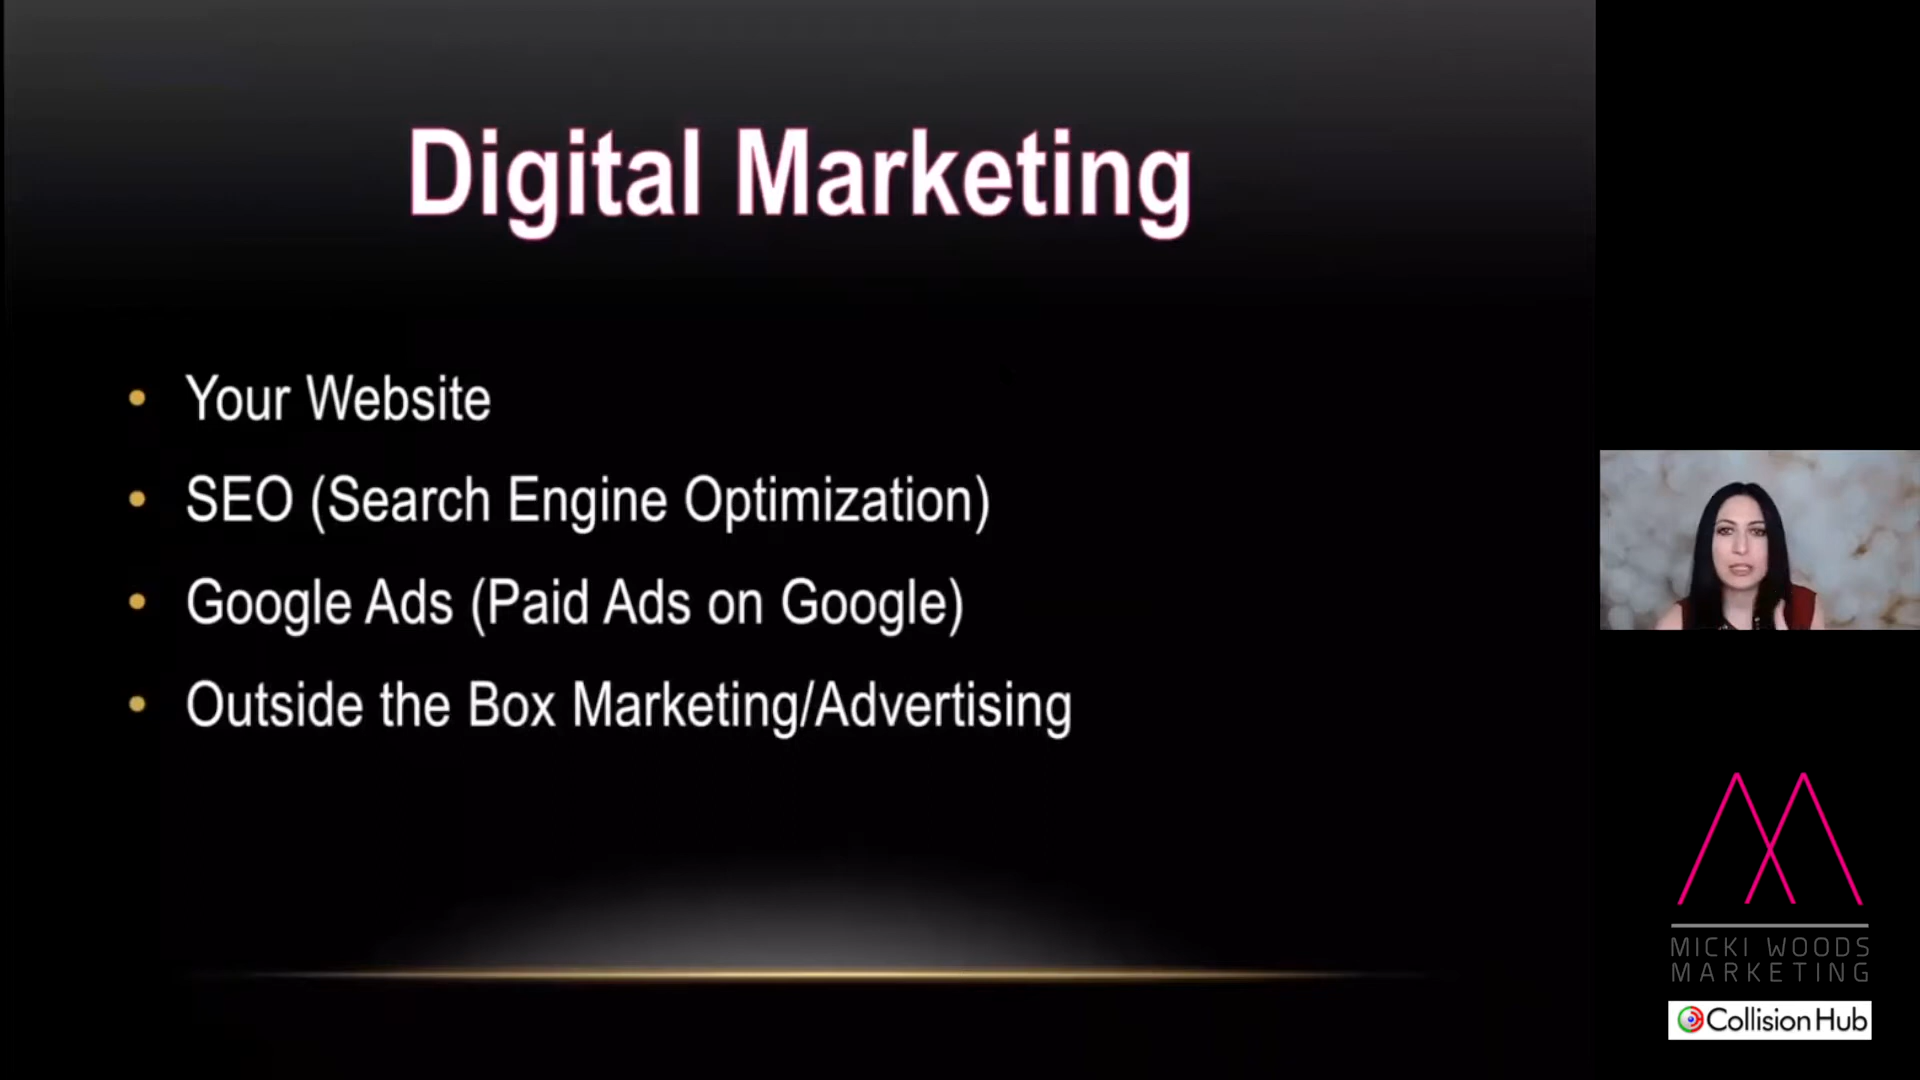 Digital Marketing
• Your Website
• SEO (Search Engine Optimization)
• Google Ads (Paid Ads on Google)
• Outside the Box Marketing/Advertising
MICKI WOODS
MARKETING
Collision Hub